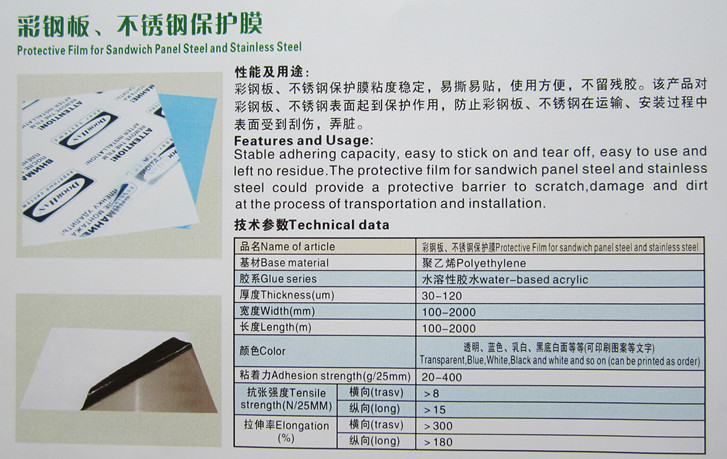 彩钢板、不锈钢保护膜
Protective Film for Sandwich Panel Steel and Stainless Steel
性能及用途：
彩钢板、不锈钢保护膜粘度稳定，易撕易贴，使用方便，不留残胶。该产品对
彩钢板、不锈钢表面起到保护作用，防止彩钢板、不锈钢在运输、安装过程中
表面受到刮伤，弄脏。
Features and Usage:
Stable adhering capacity, easy to stick on and tear off, easy to use and
left no residue.The protective film for sandwich panel steel and stainless
steel could provide a protective barrier to scratch,damage and dirt
at the process of transportation and installation.
技术参数Technical data
品名Name of article 彩钢板、不锈钢保护膜Protective Film for sandwich panel steel and stainless steel
基材Base material 聚乙烯Polyethylene
胶系Glue series 水溶性胶水water-based acrylic
厚度Thickness(um) 30-120
宽度Width(mm) 100-2000
长度Length(m) 100-2000
颜色Color 透明、蓝色、乳白、黑底白面等等(可印刷图案等文字)
Transparent,Blue,White,Black and white and so on (can be printed as order)
粘着力Adhesion strength(g/25mm) 20-400
抗张强度Tensile strength(N/25MM) 横向(trasv) >8
纵向(long) >15
拉伸率Elongation (%) 横向(trasv) >300
纵向(long) >180
ATTENTION
DOORHAN
ВНИМАНИЕ